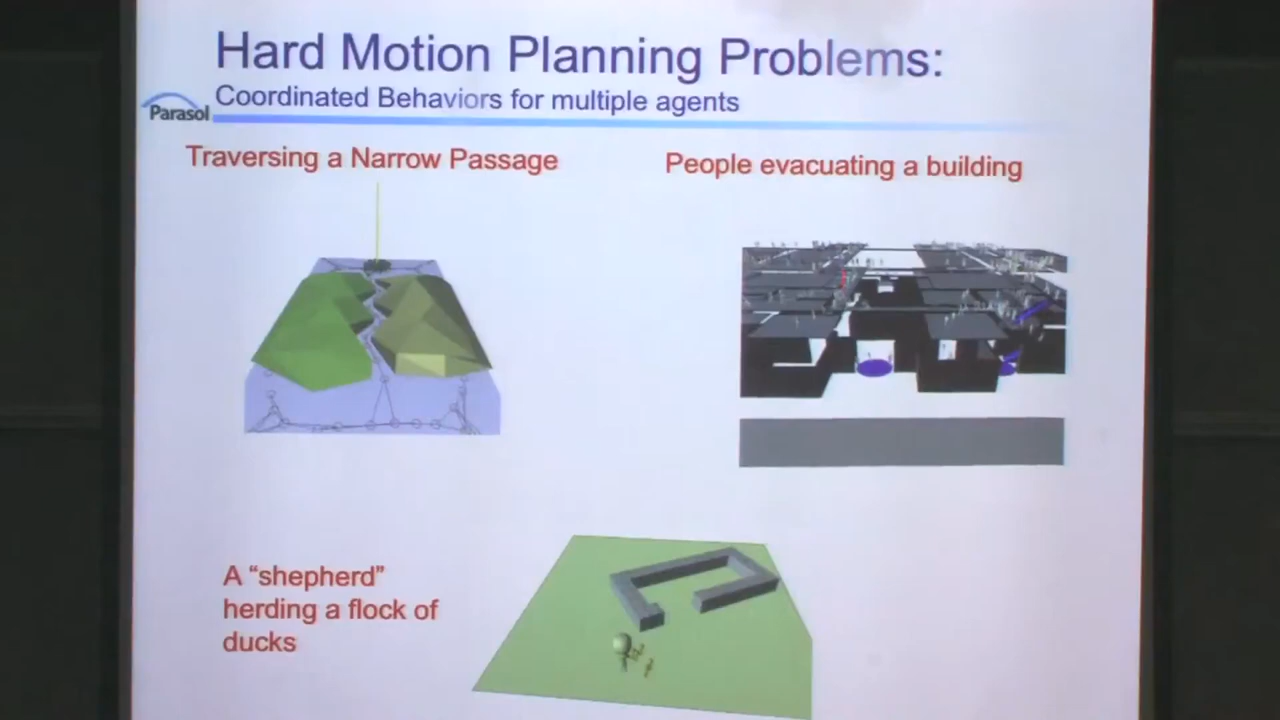 Hard Motion Planning Problems:
Coordinated Behaviors for multiple agents
Parasol
Traversing a Narrow Passage
People evacuating a building
A “shepherd”
herding a flock of
ducks